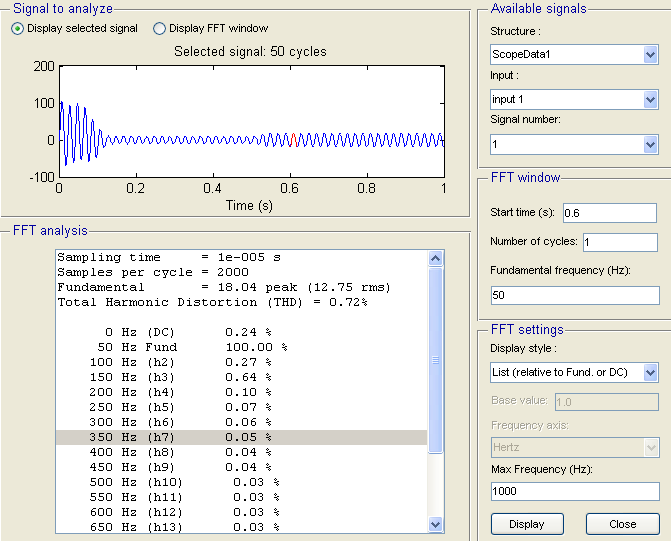 Signal to analyze
Display selected signal Display FFT window
Selected signal: 50 cycles
200
100
0
-100
0 0.2 0.4 0.6 0.8 1
Time (s)
FFT analysis
Sampling time = 1e-005 s
Samples per cycle = 2000
Fundamental = 18.04 peak (12.75 rms)
Total Harmonic Distortion (THD) = 0.72%
0 Hz (DC) 0.24 %
50 Hz Fund 100.00 %
100 Hz (h2) 0.27 %
150 Hz (h3) 0.64 %
200 Hz (h4) 0.10 %
250 Hz (h5) 0.07 %
300 Hz (h6) 0.06 %
350 Hz (h7) 0.05 %
400 Hz (h8) 0.04 %
450 Hz (h9) 0.04 %
500 Hz (h10) 0.03 %
550 Hz (h11) 0.03 %
600 Hz (h12) 0.03 %
650 Hz (h13) 0.03 %
Available signals
Structure :
ScopeData1
Input :
input 1
Signal number:
1
FFT window
Start time (s): 0.6
Number of cycles: 1
Fundamental frequency (Hz):
50
FFT settings
Display style :
List (relative to Fund. or DC)
Base value: 1.0
Frequency axis:
Hertz
Max Frequency (Hz):
1000
Display Close